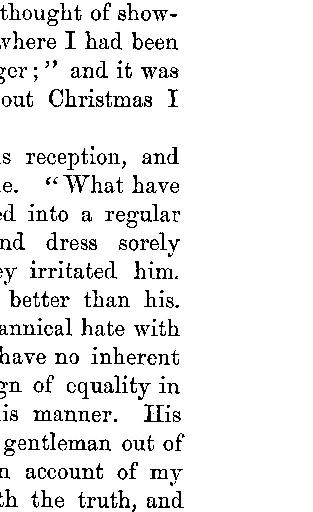 thought of show-
where I had been
ger;" and it was
out Christmas I
s reception, and
e. "What have
ed into a regular
nd dress sorely
ey irritated him.
better than his.
annical hate with
have no inherent
gn of equality in
is manner. His
gentleman out of
n account of my
th the truth, and